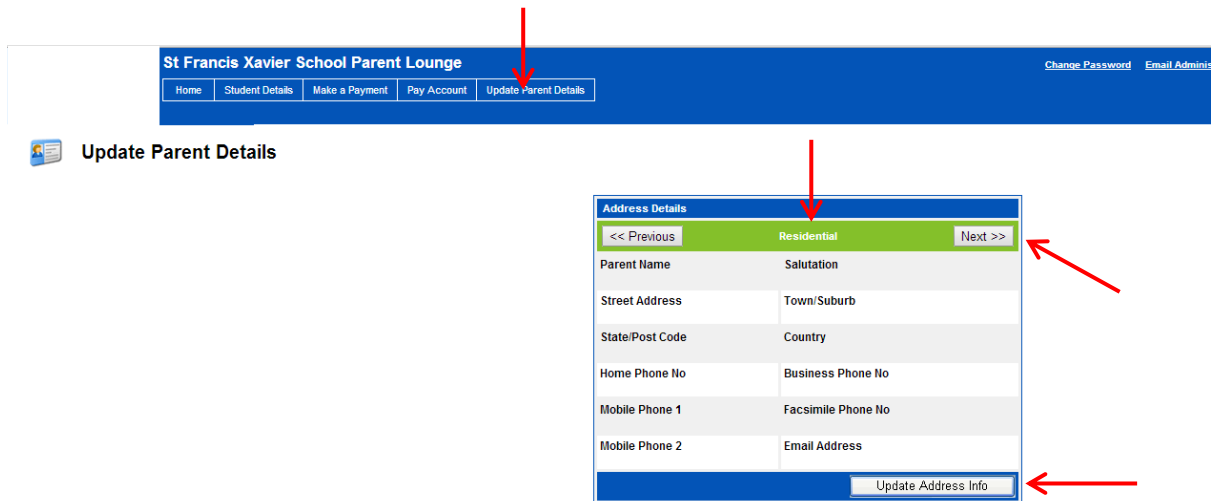 St Francis Xavier School Parent Lounge
Change Password Email Adminis
Home Student Details Make a Payment Pay Account Update Parent Details
Update Parent Details
Address Details
<< Previous Residential Next >>
Parent Name Salutation
Street Address Town/Suburb
State/Post Code Country
Home Phone No Business Phone No
Mobile Phone 1 Facsimile Phone No
Mobile Phone 2 Email Address
Update Address Info